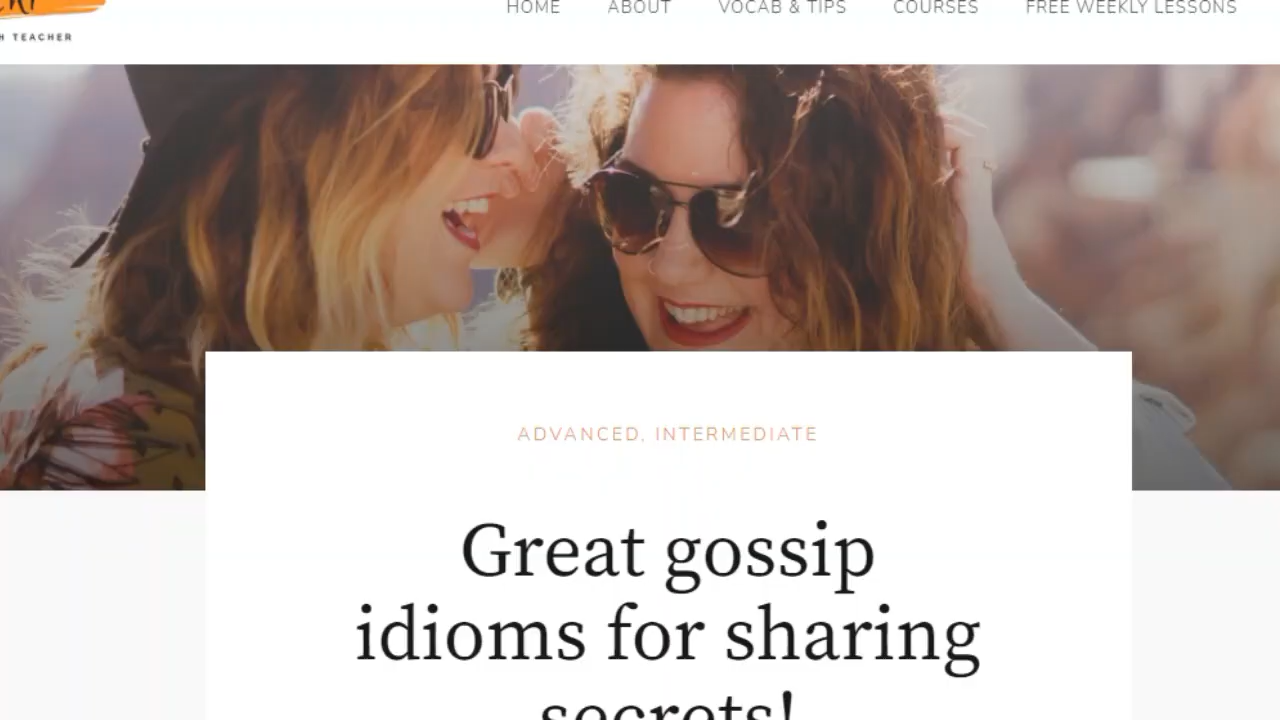 H TEACHER
HOME ABOUT VOCAB & TIPS COURSES FREE WEEKLY LESSONS
ADVANCED, INTERMEDIATE
Great gossip
idioms for sharing
secrets!